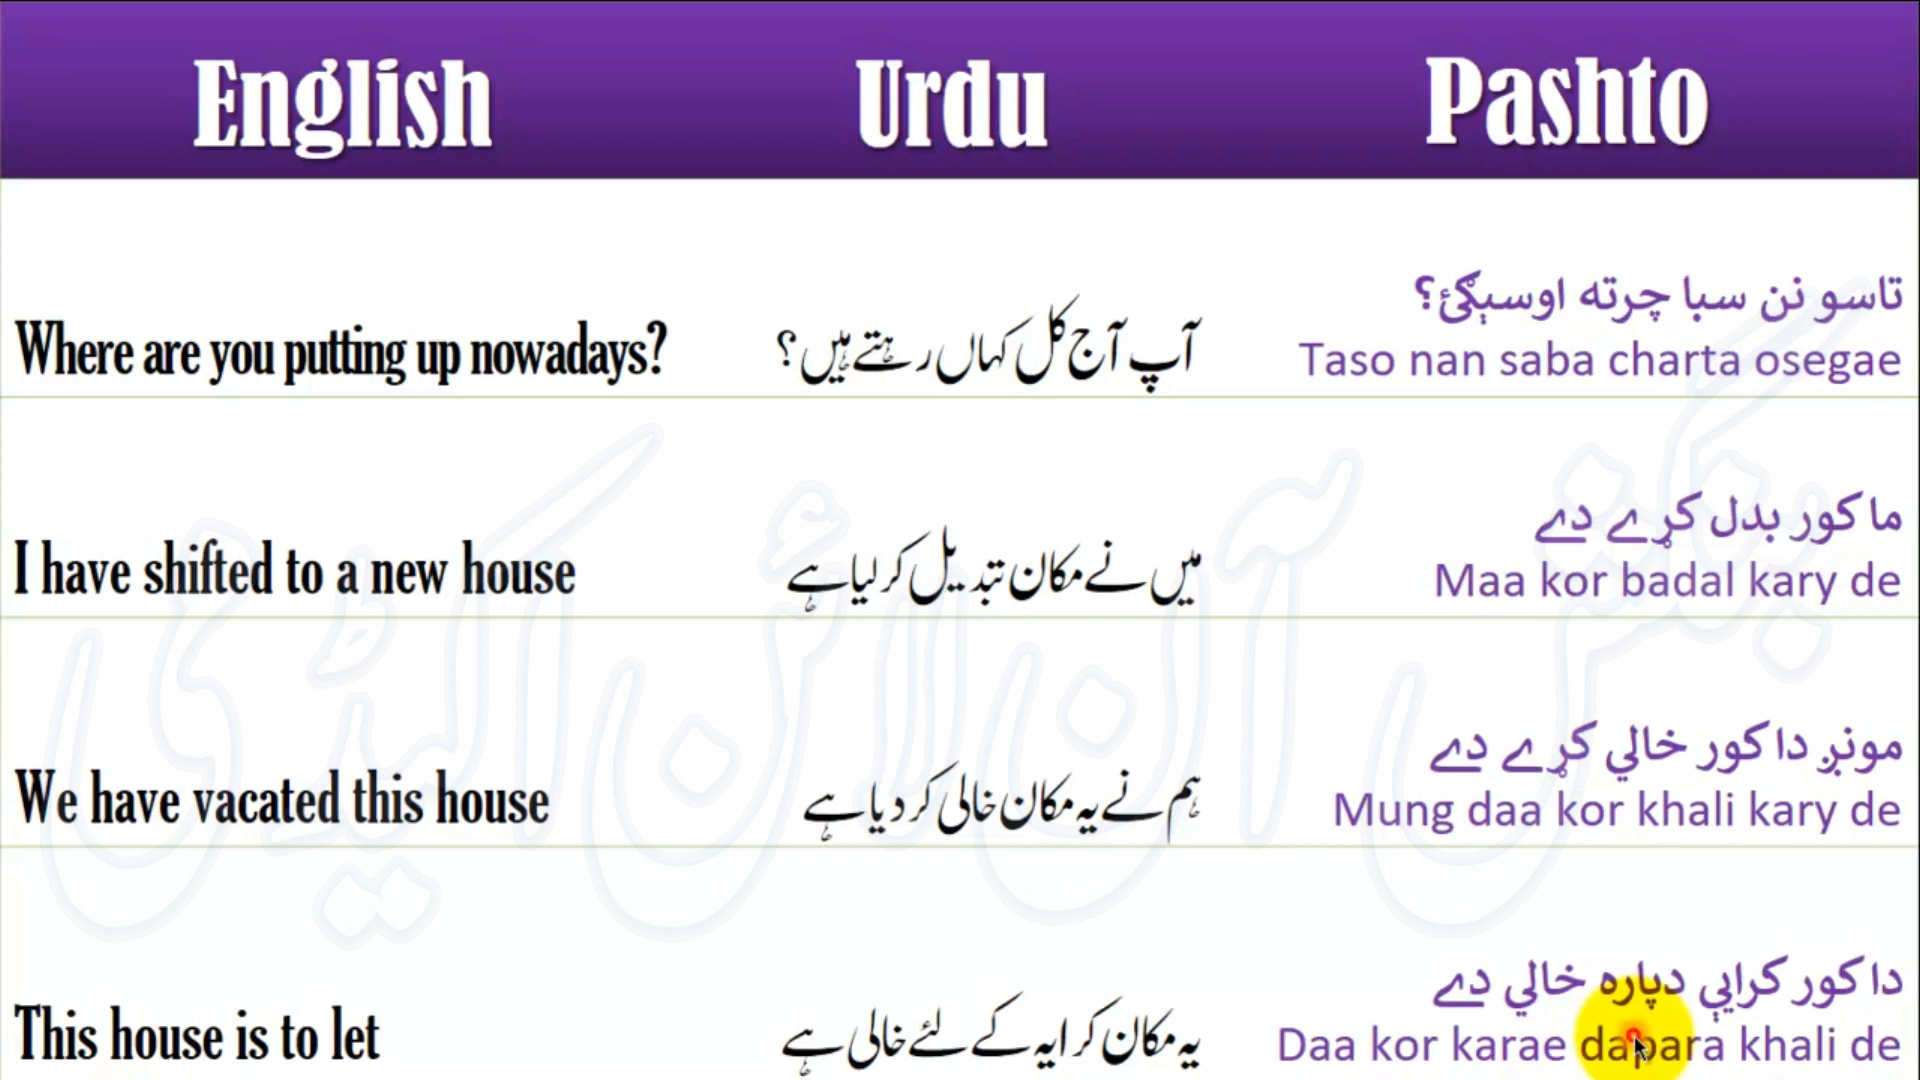 English Urdu Pashto
Where are you putting up nowadays?
آپ آج کل کہاں رہتے ہیں؟
تاسو نن سبا چرته اوسېګئ؟
Taso nan saba charta osegae
I have shifted to a new house
میں نے مکان تبدیل کر لیا ہے
ما کور بدل کړے دے
Maa kor badal kary de
We have vacated this house
ہم نے یہ مکان خالی کر دیا ہے
مونږ دا کور خالي کړے دے
Mung daa kor khali kary de
This house is to let
یہ مکان کرایہ کے لئے خالی ہے
دا کور کرايې دپاره خالي دے
Daa kor karae dapara khali de
بنگش آن لائن اکیڈیمی